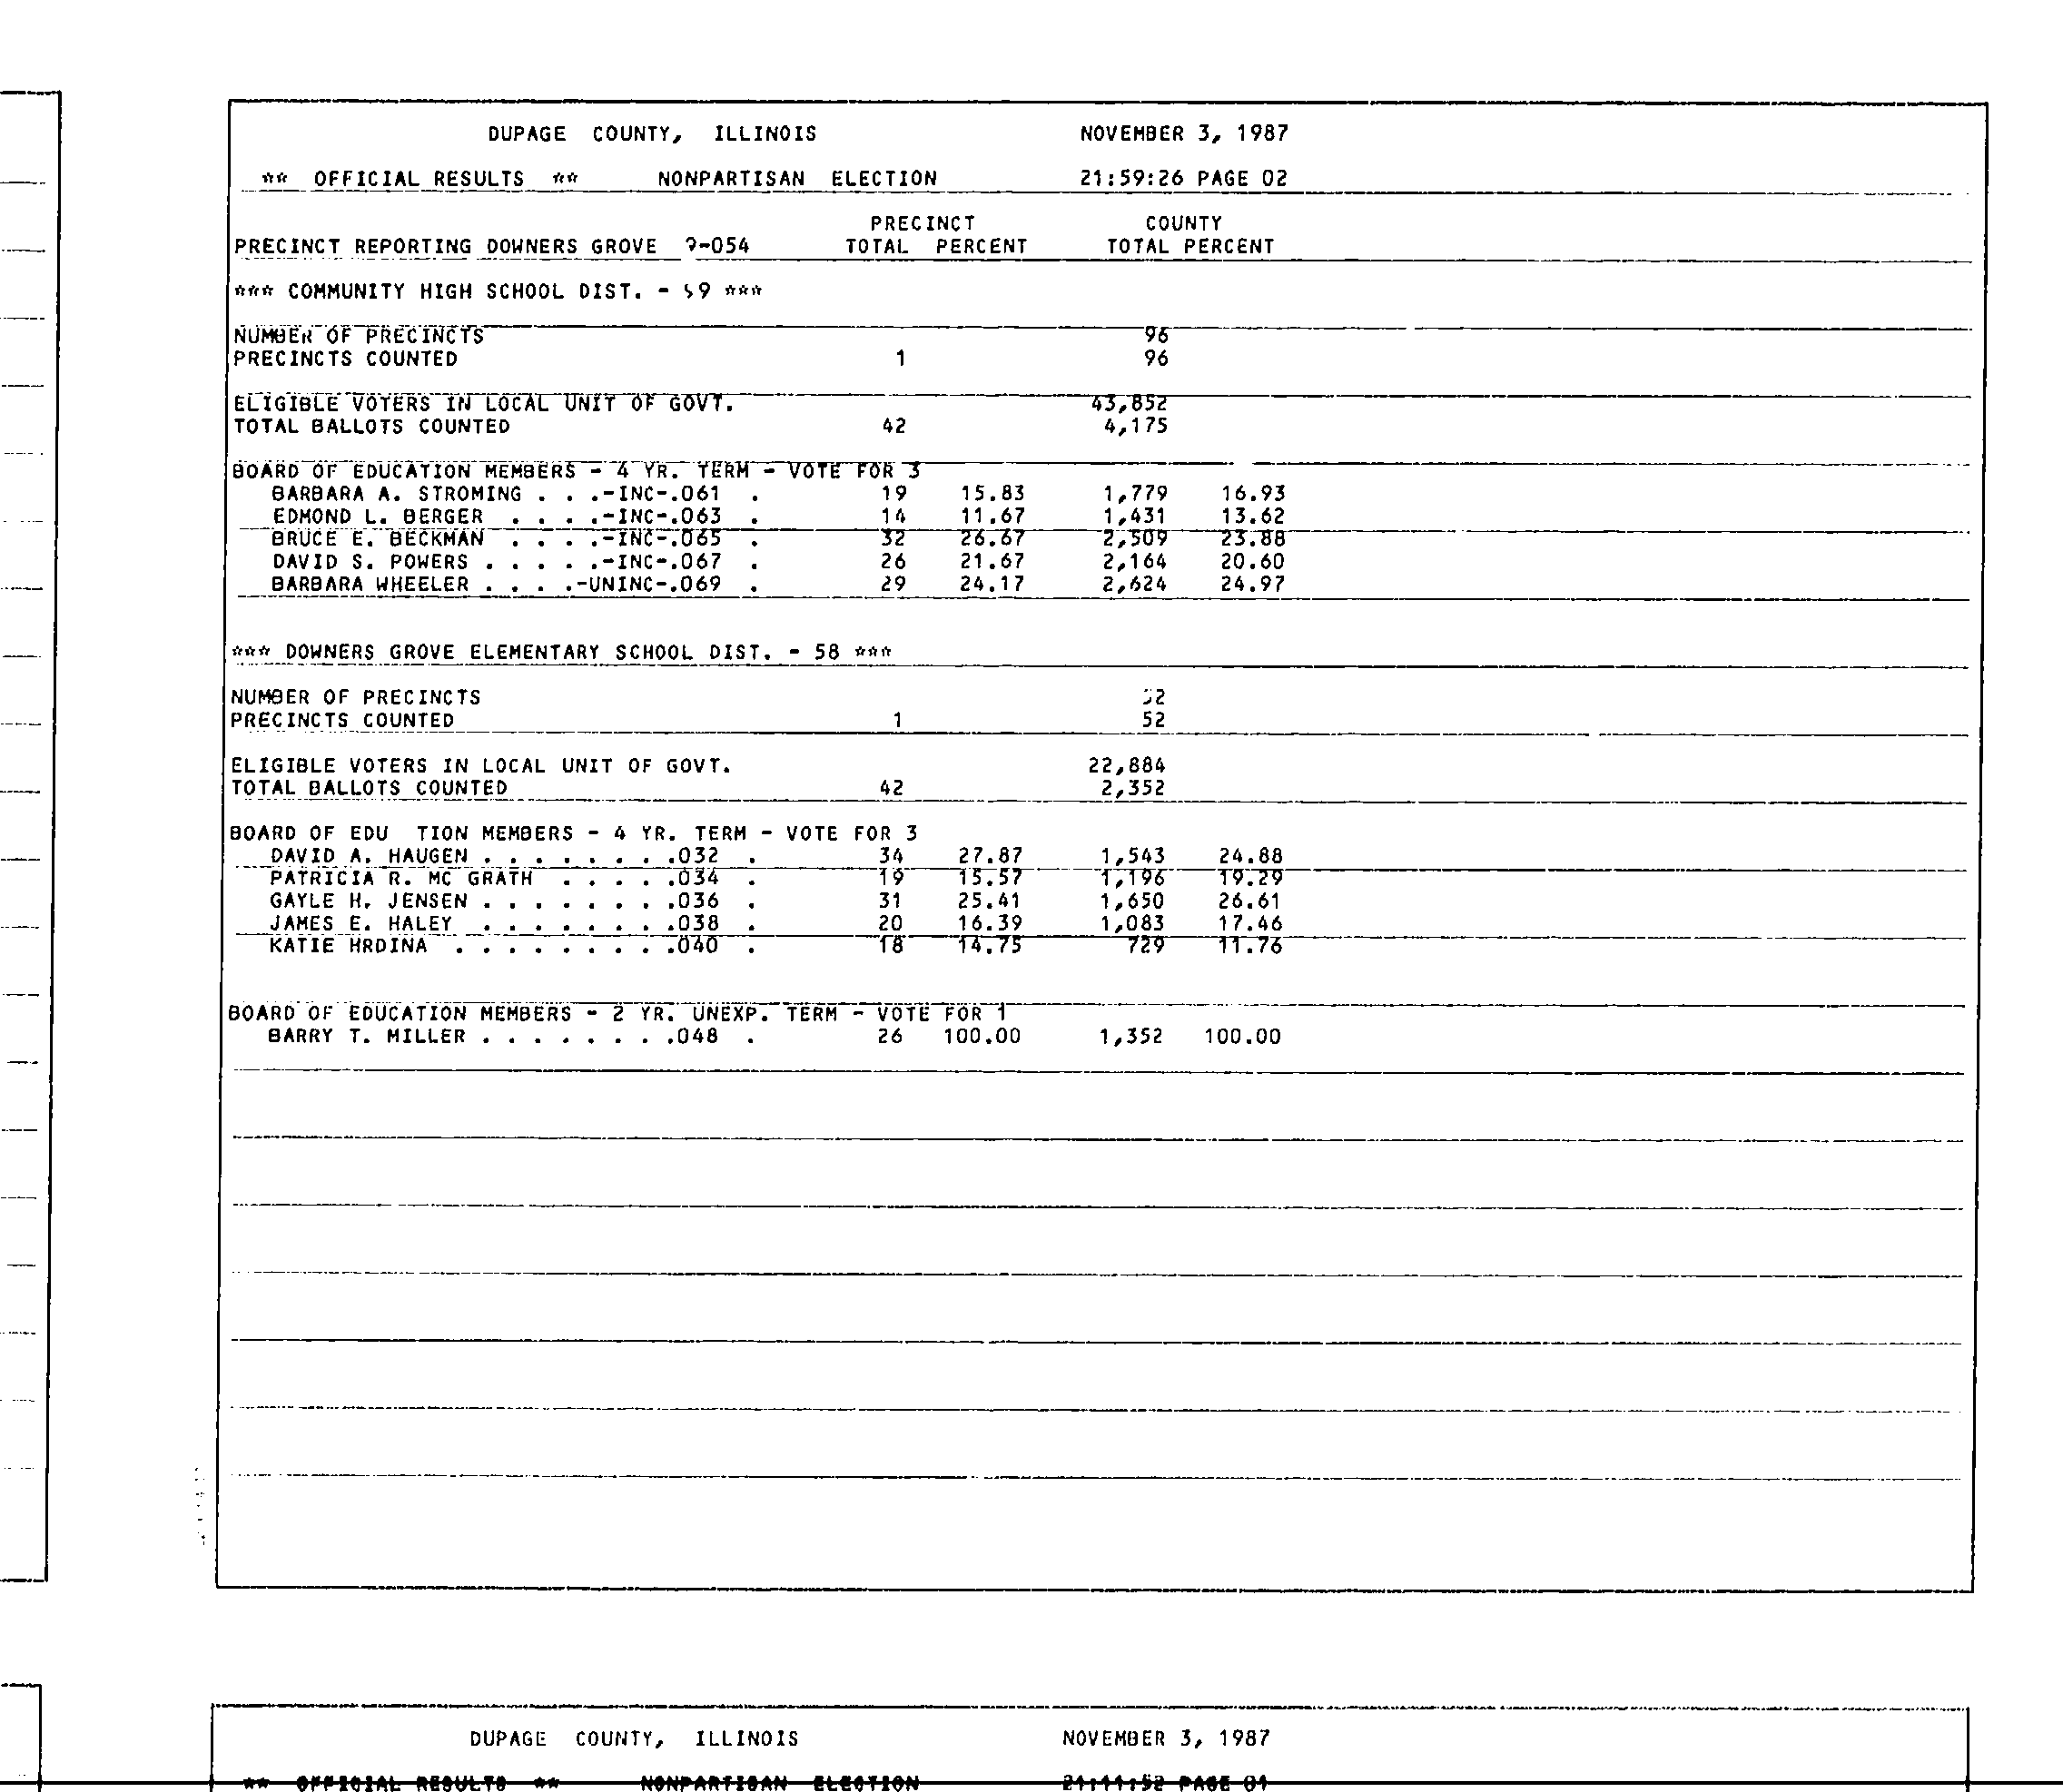 DUPAGE COUNTY, ILLINOIS NOVEMBER 3, 1987
** OFFICIAL RESULTS ** NONPARTISAN ELECTION 21:59:26 PAGE 02
PRECINCT COUNTY
PRECINCT REPORTING DOWNERS GROVE TOTAL PERCENT TOTAL PERCENT
*** COMMUNITY HIGH SCHOOL DIST. - ***
NUMBER OF PRECINCTS 96
PRECINCTS COUNTED 1 96
ELIGIBLE VOTERS IN LOCAL UNIT OF GOVT. 43,852
TOTAL BALLOTS COUNTED 42 4,175
BOARD OF EDUCATION MEMBERS - 4 YR. TERM - VOTE FOR 3
BARBARA A. STROMING . . .-INC-.061 . 19 15.83 1,779 16.93
EDMOND L. BERGER . . . .-INC-.063 . 14 11.67 1,431 13.62
BRUCE E. BECKMAN . . . .-INC-.065 . 32 26.67 2,509 23.88
DAVID S. POWERS . . . . .-INC-.067 . 26 21.67 2,164 20.60
BARBARA WHEELER . . . .-UNINC-.069 . 29 24.17 2,624 24.97
*** DOWNERS GROVE ELEMENTARY SCHOOL DIST. - 58 ***
NUMBER OF PRECINCTS
PRECINCTS COUNTED 1 52
ELIGIBLE VOTERS IN LOCAL UNIT OF GOVT. 22,884
TOTAL BALLOTS COUNTED 42 2,352
BOARD OF EDU TION MEMBERS - 4 YR. TERM - VOTE FOR 3
DAVID A. HAUGEN . . . . . . . .032 . 34 27.87 1,543 24.88
PATRICIA R. MC GRATH . . . . .034 . 19 15.57 1,196 19.29
GAYLE H. JENSEN . . . . . . . .036 . 31 25.41 1,650 26.61
JAMES E. HALEY . . . . . . . .038 . 20 16.39 1,083 17.46
KATIE HRDINA . . . . . . . . .040 . 18 14.75 729 11.76
BOARD OF EDUCATION MEMBERS - 2 YR. UNEXP. TERM - VOTE FOR 1
BARRY T. MILLER . . . . . . . .048 . 26 100.00 1,352 100.00
DUPAGE COUNTY, ILLINOIS NOVEMBER 3, 1987
** OFFICIAL RESULTS ** NONPARTISAN ELECTION PAGE 01